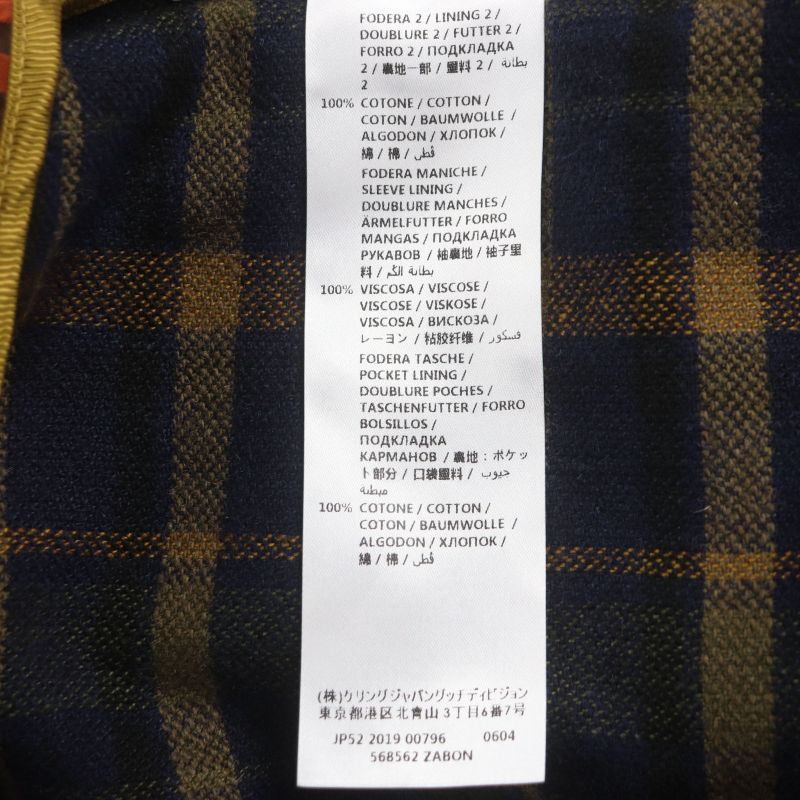 FODERA 2 / LINING 2 /
DOUBLURE 2 / FUTTER 2 /
FORRO 2 / ПОДКЛАДКА
2 / 裏地一部 / 里料 2 / بطانة
2
100% COTONE / COTTON /
COTON / BAUMWOLLE /
ALGODON / ХЛОПОК /
綿 / 棉 / قُطى
FODERA MANICHE /
SLEEVE LINING /
DOUBLURE MANCHES /
ÄRMELFUTTER / FORRO
MANGAS / ПОДКЛАДКА
РУКАВОВ / 袖裏地 / 袖子里
料 / بطانة الكُم
100% VISCOSA / VISCOSE /
VISCOSE / VISKOSE /
VISCOSA / ВИСКОЗА /
レーヨン / 粘胶纤维 / فسكوز
FODERA TASCHE /
POCKET LINING /
DOUBLURE POCHES /
TASCHENFUTTER / FORRO
BOLSILLOS /
ПОДКЛАДКА
КАРМАНОВ / 裏地：ポケッ
ト部分 / 口袋里料 / جيوب
مبطنة
100% COTONE / COTTON /
COTON / BAUMWOLLE /
ALGODON / ХЛОПОК /
綿 / 棉 / قُطى
(株)ケリングジャパングッチディビジョン
東京都港区北青山3丁目6番7号
JP52 2019 00796 0604
568562 ZABON